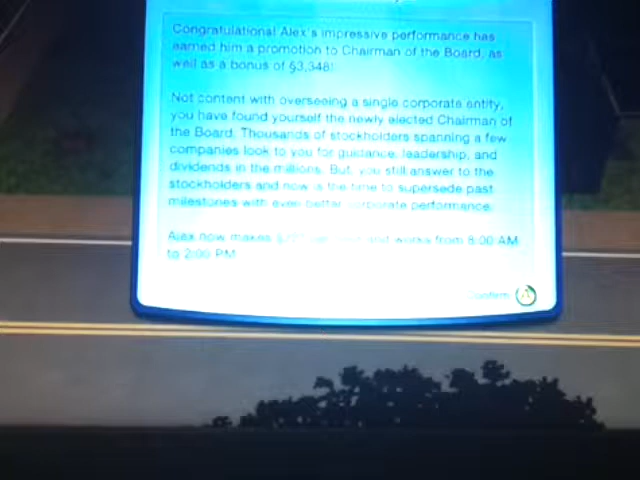 Congratulations! Alex's impressive performance has
earned him a promotion to Chairman of the Board, as
well as a bonus of §3,348!
Not content with overseeing a single corporate entity,
you have found yourself the newly elected Chairman of
the Board. Thousands of stockholders spanning a few
companies look to you for guidance, leadership, and
dividends in the millions. But, you still answer to the
stockholders and now is the time to supersede past
milestones with even better corporate performance.
Alex now makes and works from 8:00 AM
to 2:00 PM
Confirm A